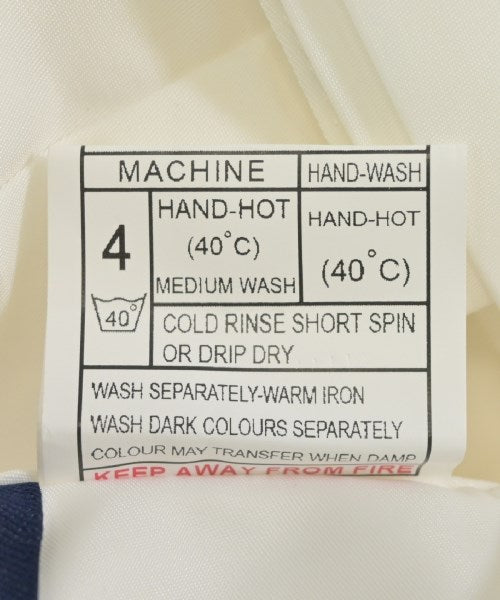 MACHINE
HAND-WASH
4
40°
HAND-HOT
(40°C)
MEDIUM WASH
HAND-HOT
(40°C)
COLD RINSE SHORT SPIN
OR DRIP DRY
WASH SEPARATELY-WARM IRON
WASH DARK COLOURS SEPARATELY
COLOUR MAY TRANSFER WHEN DAMP
KEEP AWAY FROM FIRE